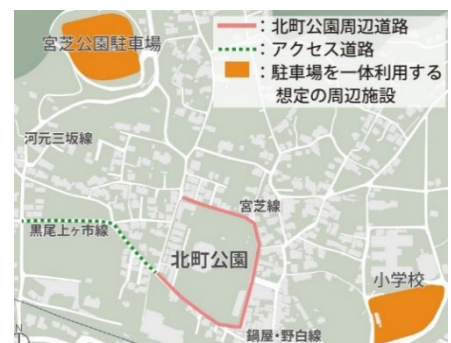 宮芝公園駐車場
：北町公園周辺道路
：アクセス道路
：駐車場を一体利用する
想定の周辺施設
河元三坂線
宮芝線
黒尾上ヶ市線
北町公園
小学校
鍋屋・野白線
N